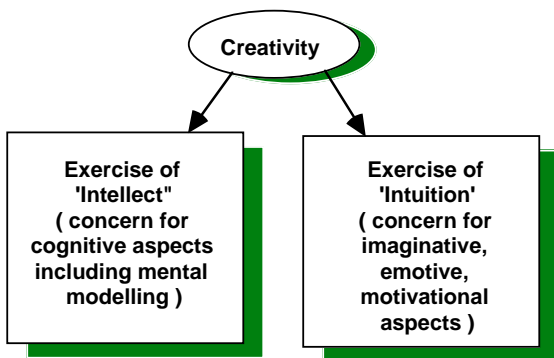 Creativity
Exercise of
'Intellect"
( concern for
cognitive aspects
including mental
modelling )
Exercise of
'Intuition'
( concern for
imaginative,
emotive,
motivational
aspects )